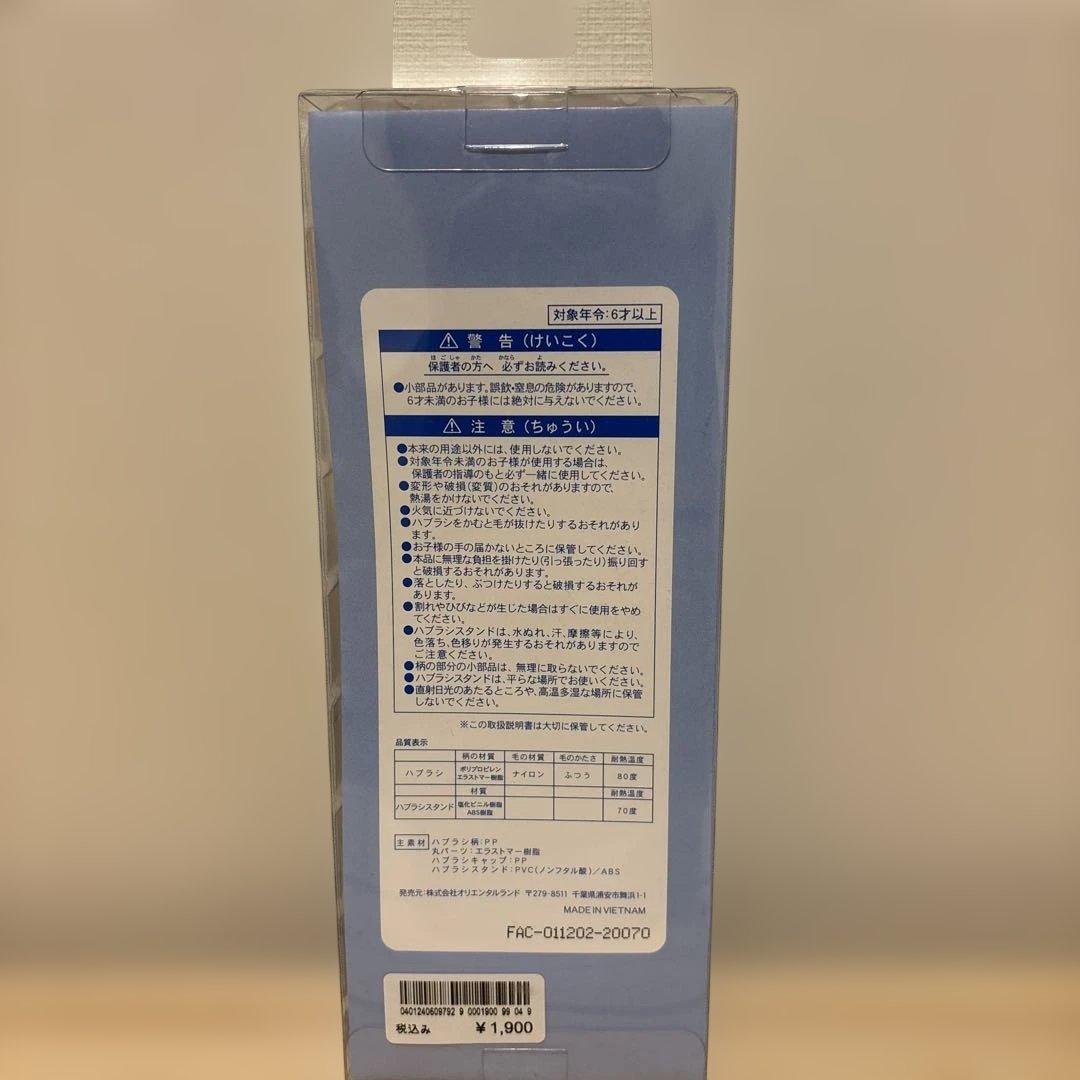 対象年令:6才以上
⚠ 警 告 (けいこく)
保護者の方へ 必ずお読みください。
●小部品があります。誤飲・窒息の危険がありますので、
6才未満のお子様には絶対に与えないでください。
⚠ 注 意 (ちゅうい)
●本来の用途以外には、使用しないでください。
●対象年令未満のお子様が使用する場合は、
保護者の指導のもと必ず一緒に使用してください。
●変形や破損(変質)のおそれがありますので、
熱湯をかけないでください。
●火気に近づけないでください。
●ハブラシをかむと毛が抜けたりするおそれがあり
ます。
●お子様の手の届かないところに保管してください。
●本品に無理な負担を掛けたり(引っ張ったり)振り回す
と破損するおそれがあります。
●落としたり、ぶつけたりすると破損するおそれが
あります。
●割れやひびなどが生じた場合はすぐに使用をやめ
てください。
●ハブラシスタンドは、水ぬれ、汗、摩擦等により、
色落ち、色移りが発生するおそれがありますので
ご注意ください。
●柄の部分の小部品は、無理に取らないでください。
●ハブラシスタンドは、平らな場所でお使いください。
●直射日光のあたるところや、高温多湿な場所に保管
しないでください。
※この取扱説明書は大切に保管してください。
品質表示
柄の材質 毛の材質 毛のかたさ 耐熱温度
ハブラシ ポリプロピレン エラストマー樹脂 ナイロン ふつう 80度
材質 耐熱温度
ハブラシスタンド 塩化ビニル樹脂 ABS樹脂 70度
主素材 ハブラシ柄:PP
丸パーツ:エラストマー樹脂
ハブラシキャップ:PP
ハブラシスタンド:PVC(ノンフタル酸)/ABS
発売元:株式会社オリエンタルランド 〒279-8511 千葉県浦安市舞浜1-1
MADE IN VIETNAM
FAC-011202-20070
0401240609792 9 0001900 99 04 9
税込み ¥1,900